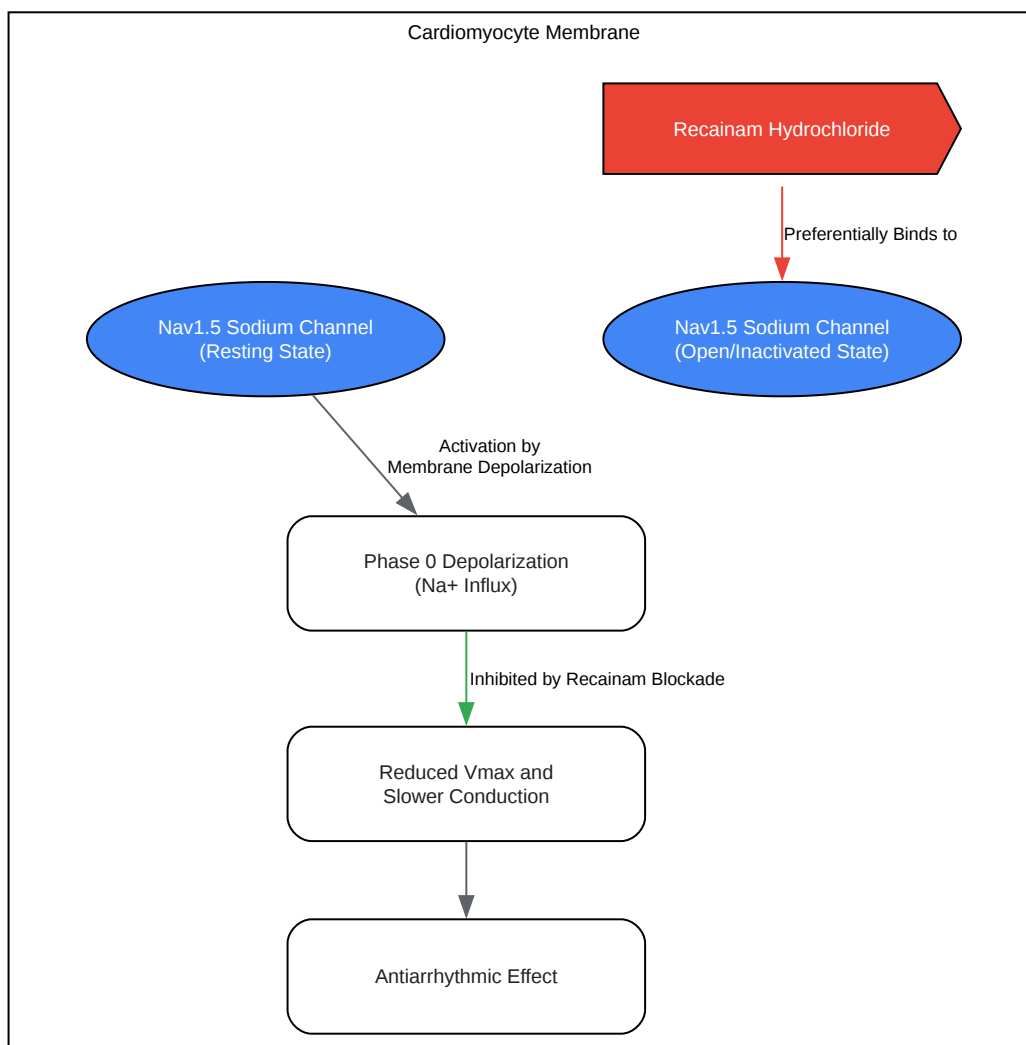 Cardiomyocyte Membrane
Recainam Hydrochloride
Preferentially Binds to
Nav1.5 Sodium Channel
(Resting State)
Nav1.5 Sodium Channel
(Open/Inactivated State)
Activation by
Membrane Depolarization
Phase 0 Depolarization
(Na+ Influx)
Inhibited by Recainam Blockade
Reduced Vmax and
Slower Conduction
Antiarrhythmic Effect